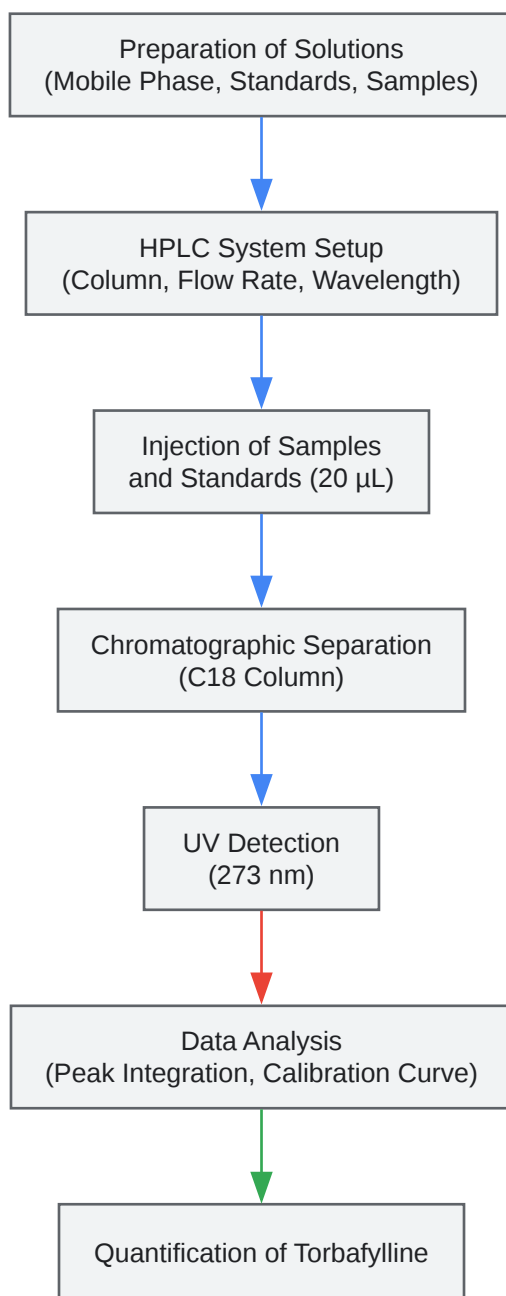 Preparation of Solutions
(Mobile Phase, Standards, Samples)
HPLC System Setup
(Column, Flow Rate, Wavelength)
Injection of Samples
and Standards (20 µL)
Chromatographic Separation
(C18 Column)
UV Detection
(273 nm)
Data Analysis
(Peak Integration, Calibration Curve)
Quantification of Torbafylline